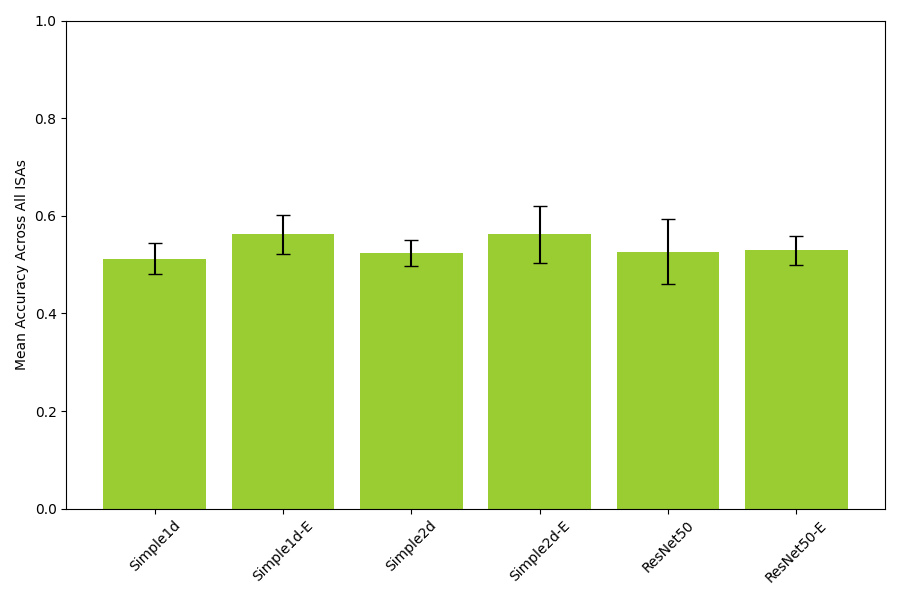 Mean Accuracy Across All ISAs
1.0
0.8
0.6
0.4
0.2
0.0
Simple1d
Simple1d-E
Simple2d
Simple2d-E
ResNet50
ResNet50-E